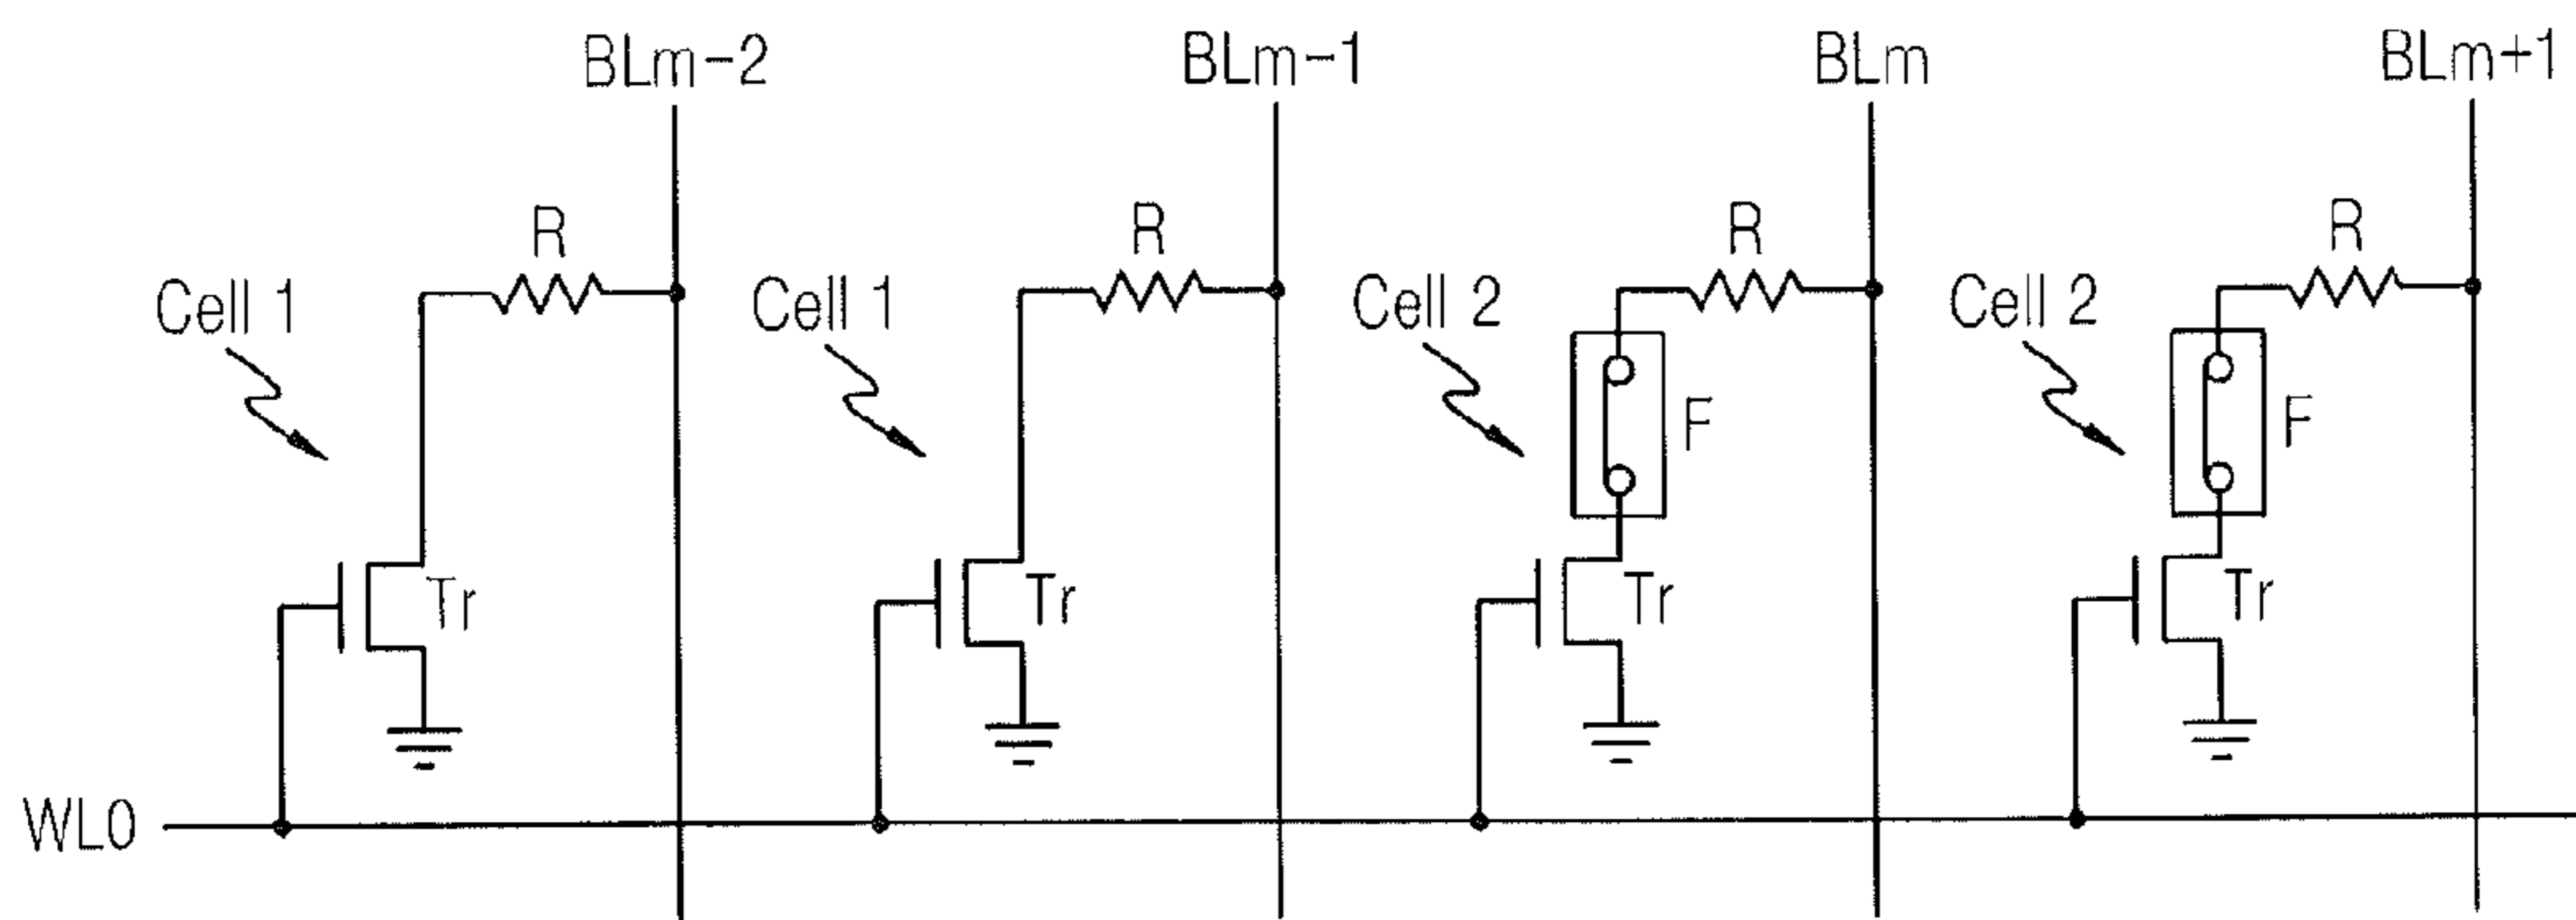 BLm-2 BLm-1 BLm BLm+1
R R R R
Cell 1 Cell 1 Cell 2 Cell 2
F F
Tr Tr Tr Tr
WL0